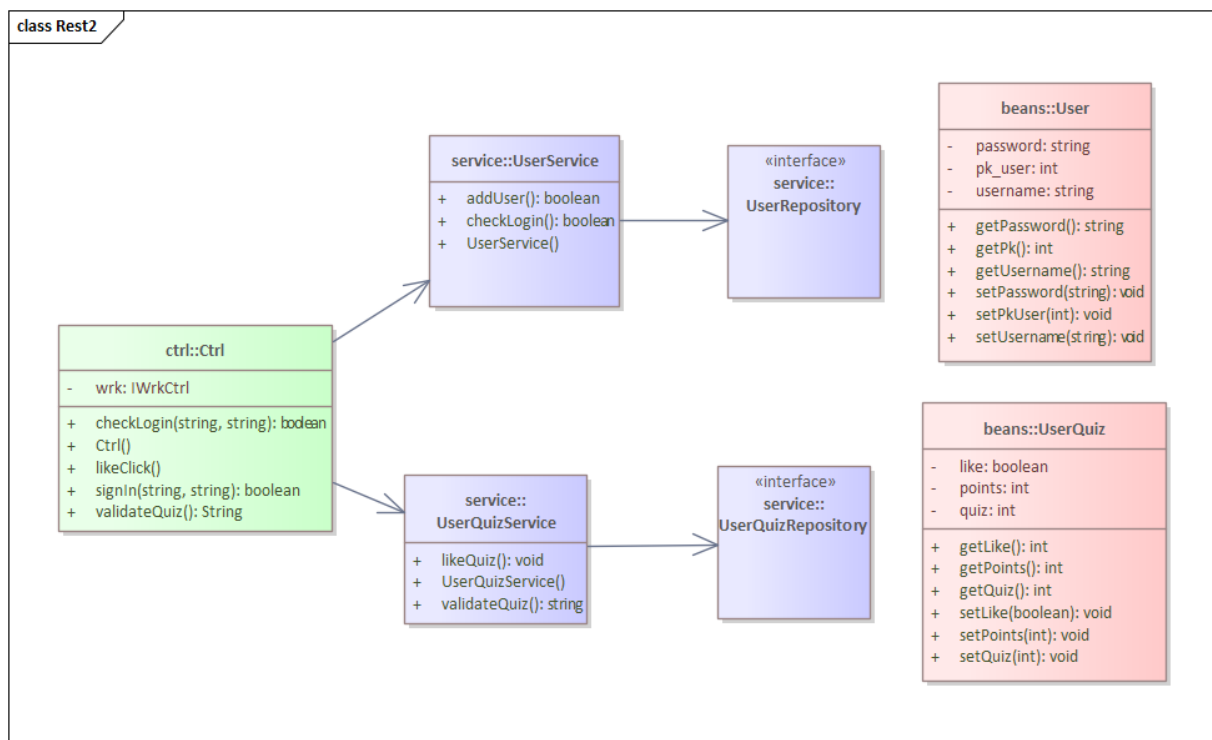 class Rest2
ctrl::Ctrl
- wrk: IWrkCtrl
+ checkLogin(string, string): boolean
+ Ctrl()
+ likeClick()
+ signIn(string, string): boolean
+ validateQuiz(): String
service::UserService
+ addUser(): boolean
+ checkLogin(): boolean
+ UserService()
«interface»
service::
UserRepository
service::
UserQuizService
+ likeQuiz(): void
+ UserQuizService()
+ validateQuiz(): string
«interface»
service::
UserQuizRepository
beans::User
- password: string
- pk_user: int
- username: string
+ getPassword(): string
+ getPk(): int
+ getUsername(): string
+ setPassword(string): void
+ setPkUser(int): void
+ setUsername(string): void
beans::UserQuiz
- like: boolean
- points: int
- quiz: int
+ getLike(): int
+ getPoints(): int
+ getQuiz(): int
+ setLike(boolean): void
+ setPoints(int): void
+ setQuiz(int): void